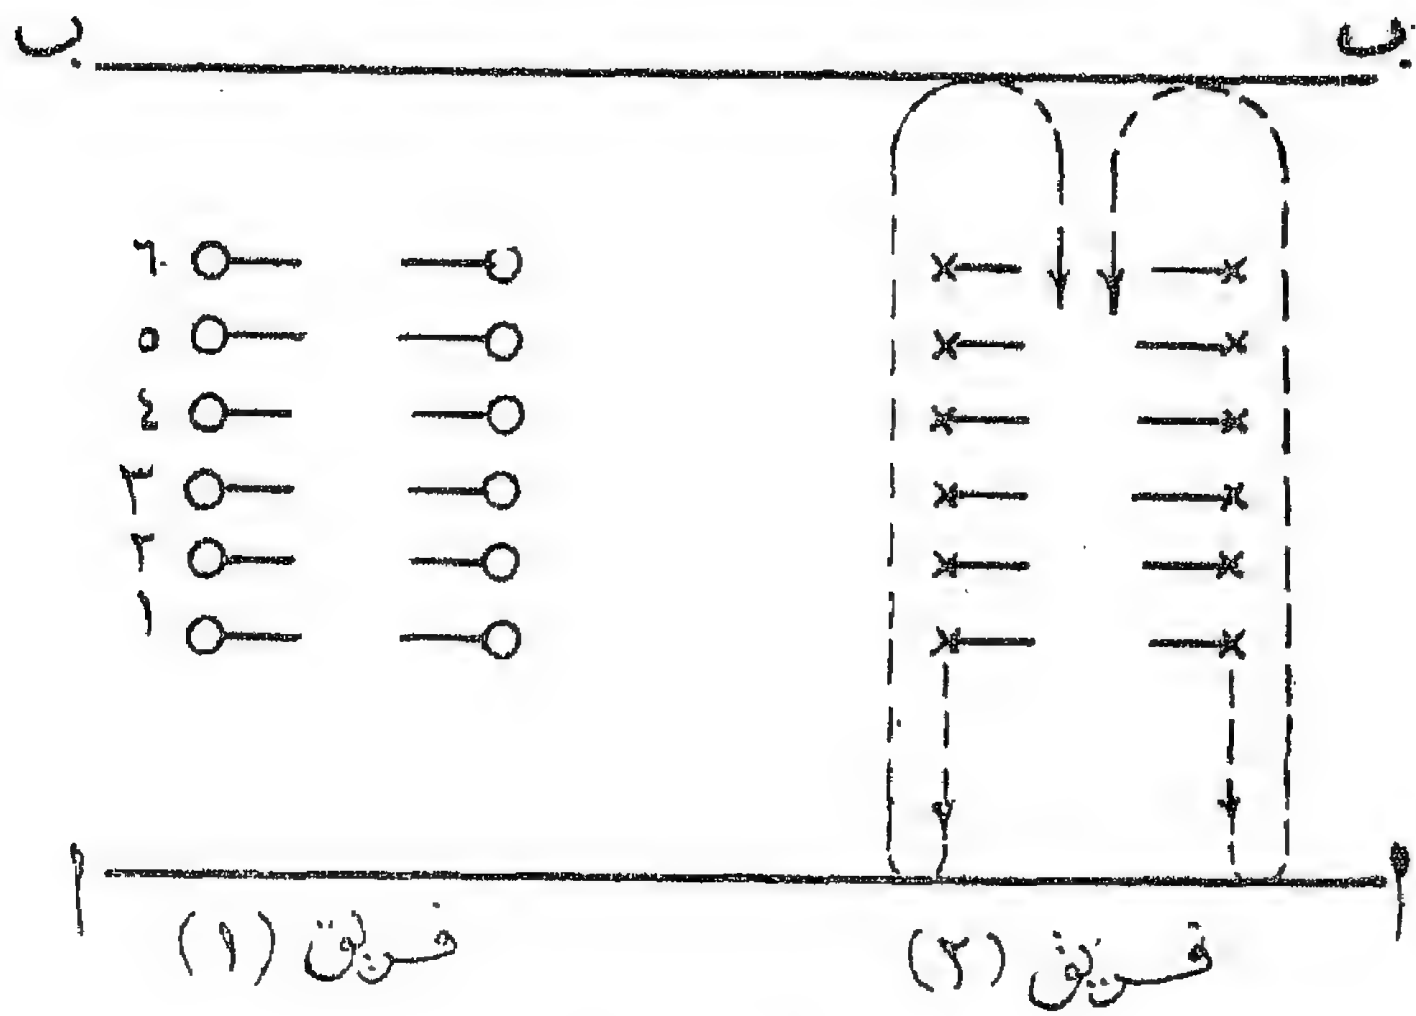 ب ب
٦
٥
٤
٣
٢
١
أ أ
فريق (٢) فريق (١)